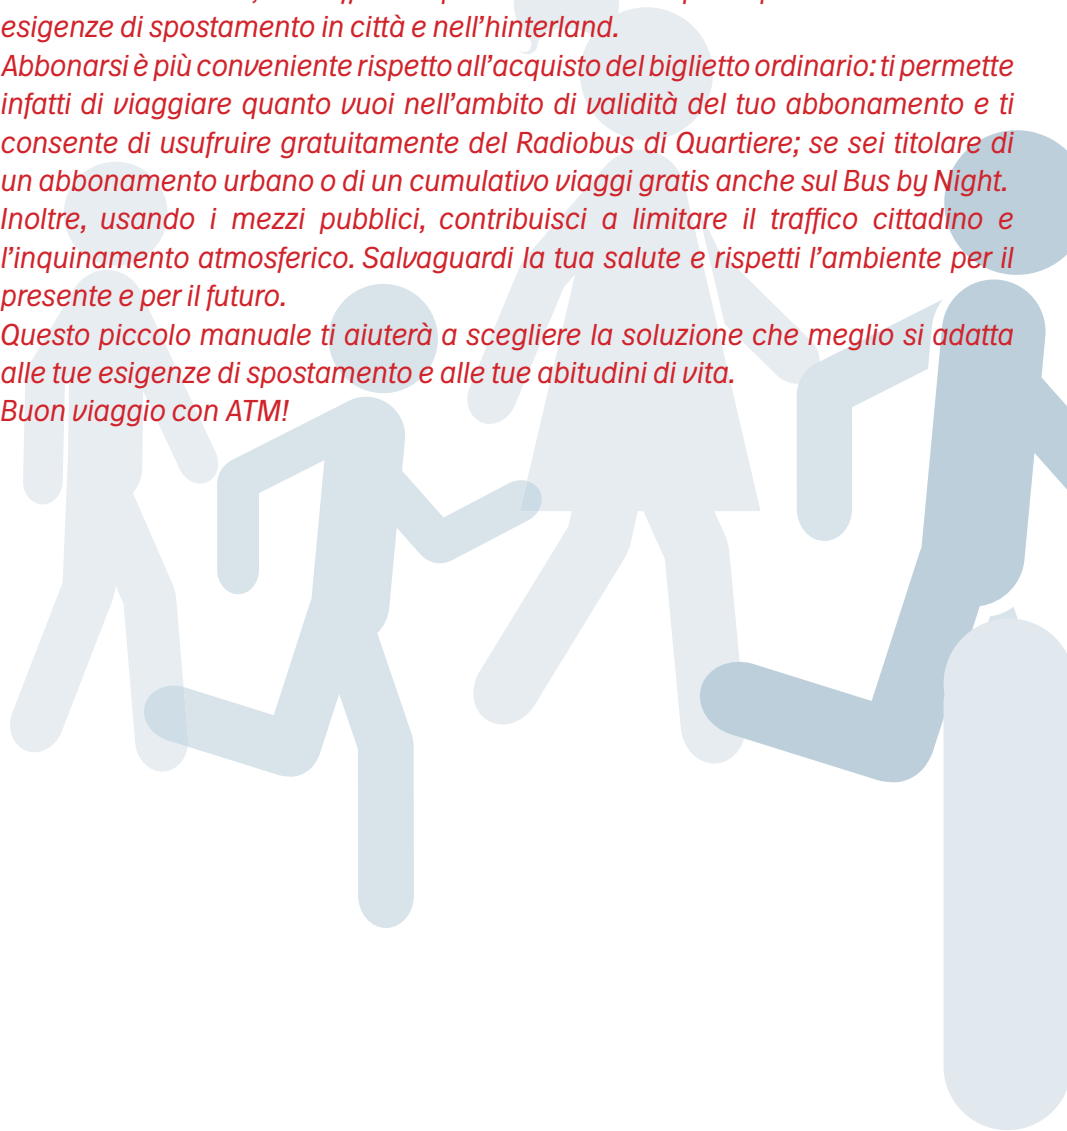 esigenze di spostamento in città e nell’hinterland.
Abbonarsi è più conveniente rispetto all’acquisto del biglietto ordinario: ti permette
infatti di viaggiare quanto vuoi nell’ambito di validità del tuo abbonamento e ti
consente di usufruire gratuitamente del Radiobus di Quartiere; se sei titolare di
un abbonamento urbano o di un cumulativo viaggi gratis anche sul Bus by Night.
Inoltre, usando i mezzi pubblici, contribuisci a limitare il traffico cittadino e
l’inquinamento atmosferico. Salvaguardi la tua salute e rispetti l’ambiente per il
presente e per il futuro.
Questo piccolo manuale ti aiuterà a scegliere la soluzione che meglio si adatta
alle tue esigenze di spostamento e alle tue abitudini di vita.
Buon viaggio con ATM!